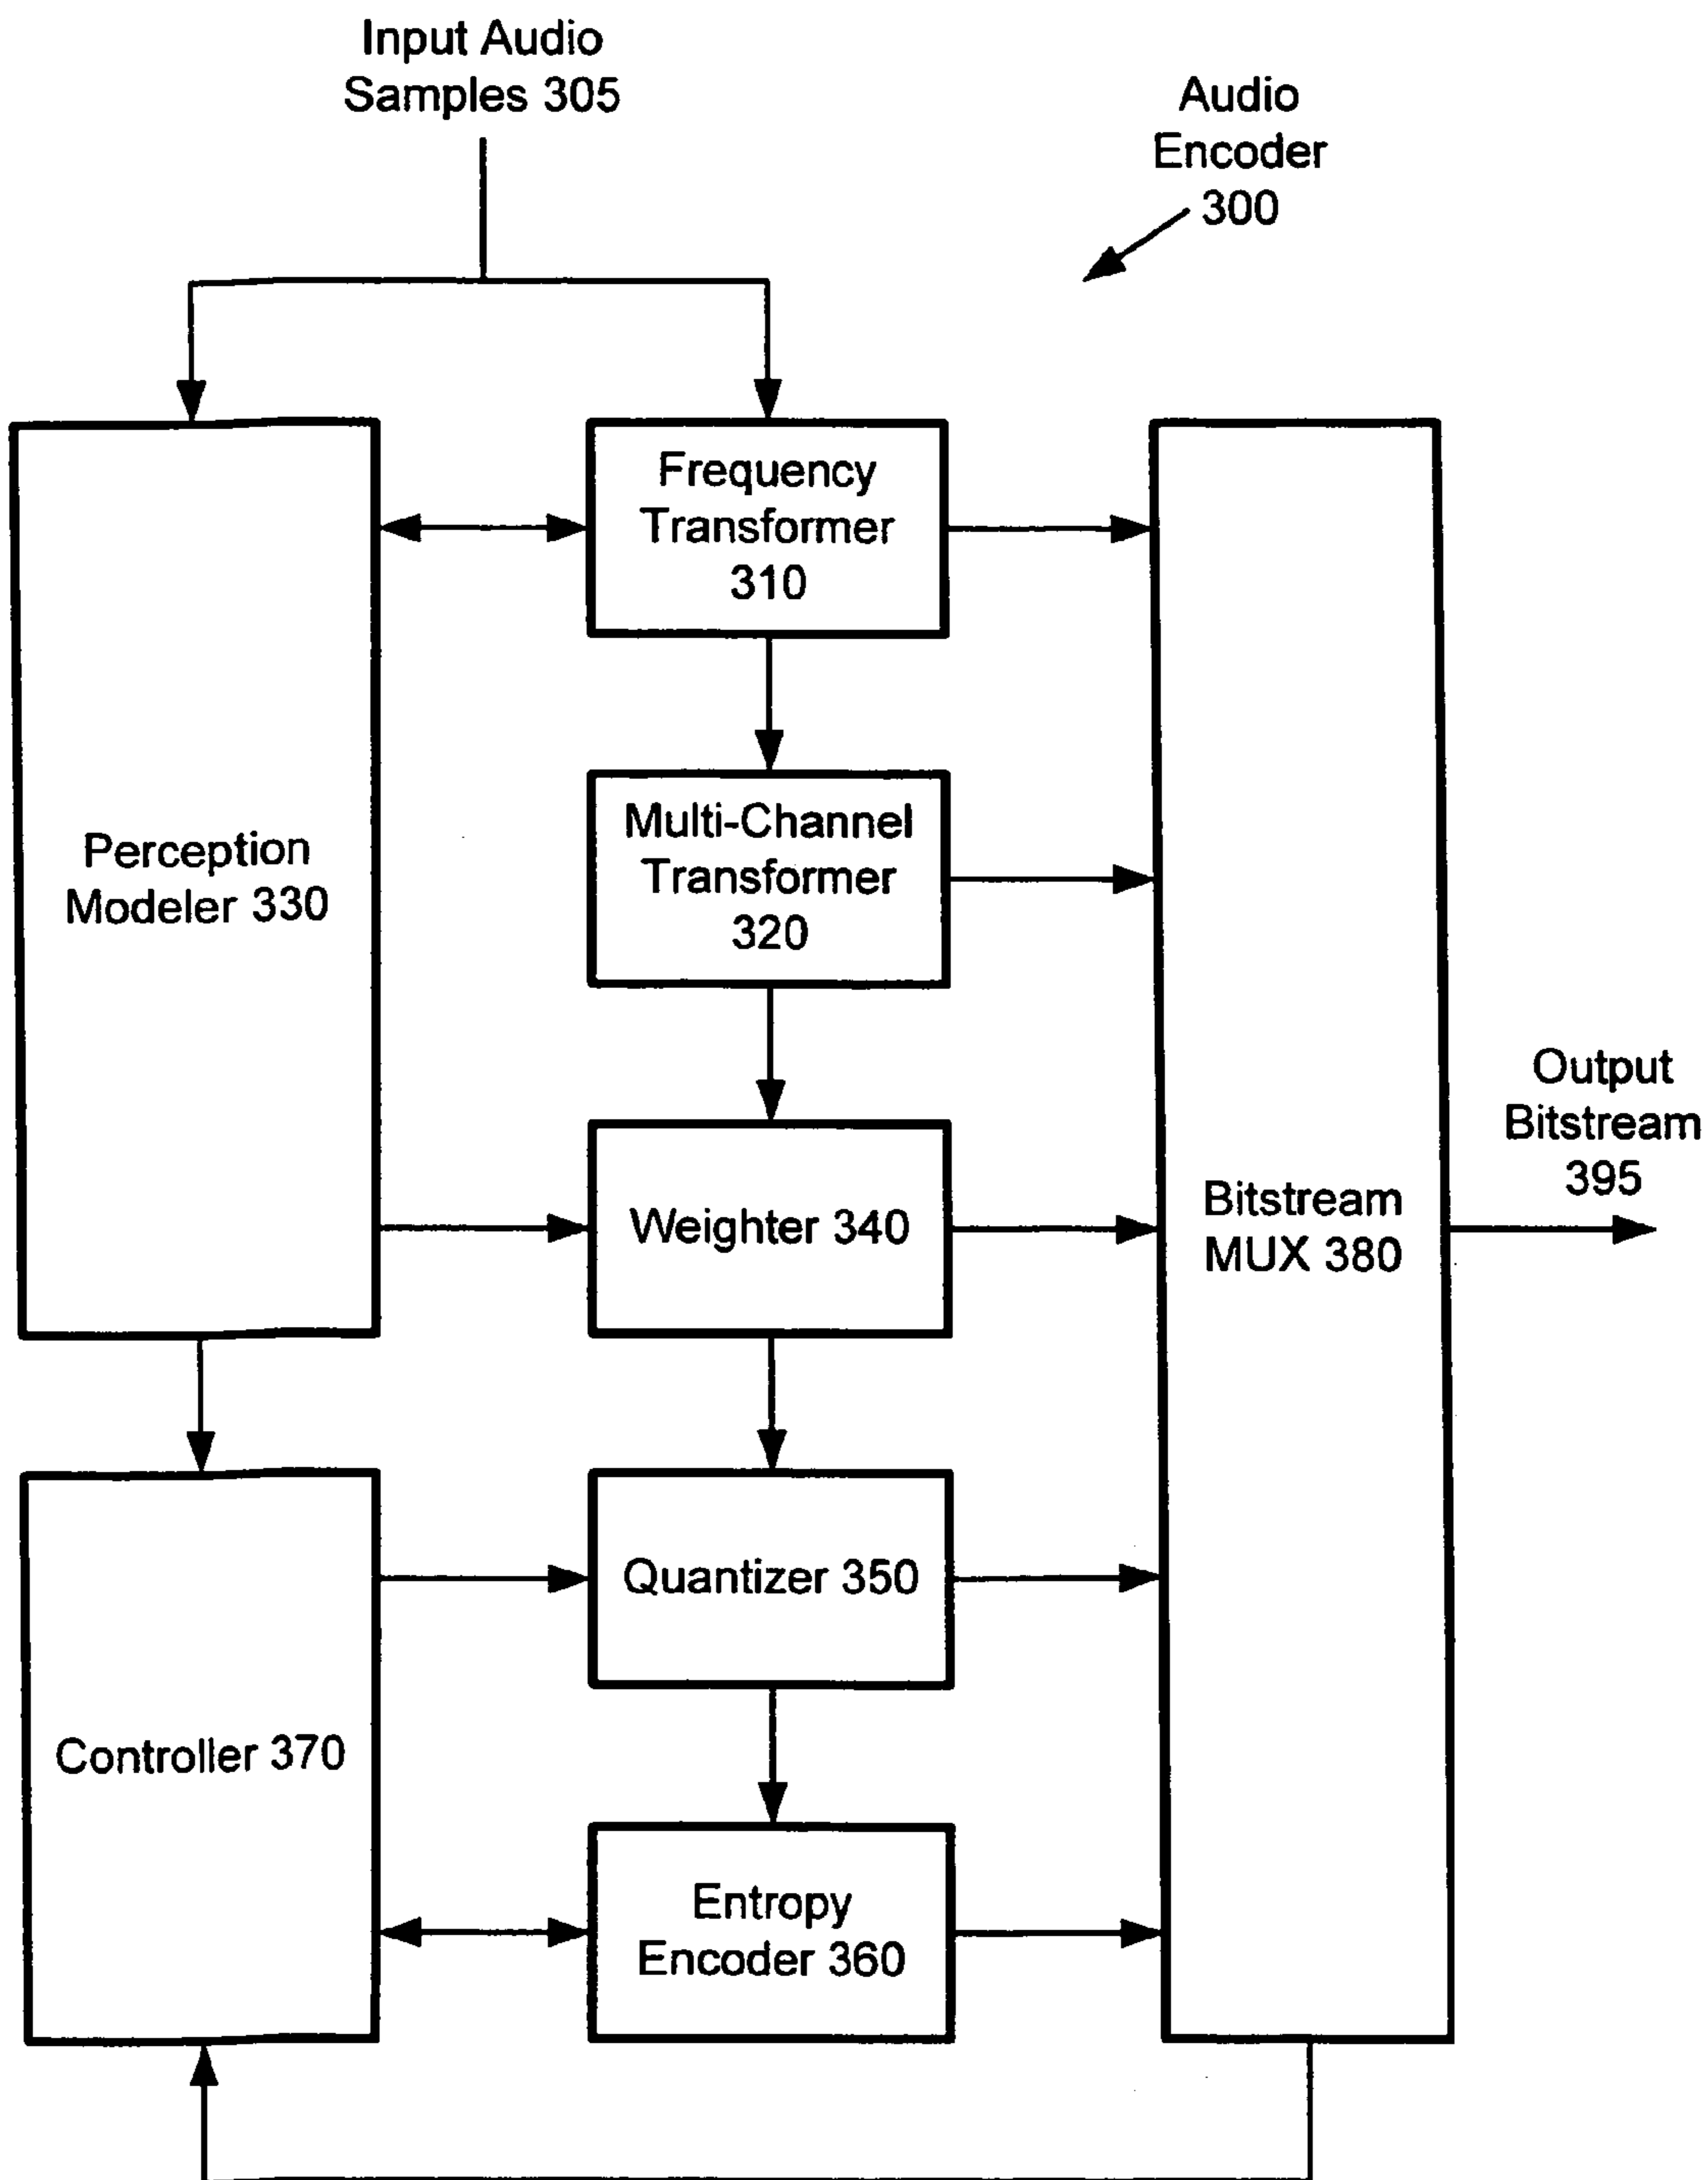 Input Audio
Samples 305
Audio
Encoder
300
Frequency
Transformer
310
Multi-Channel
Transformer
320
Perception
Modeler 330
Weighter 340
Output
Bitstream
395
Bitstream
MUX 380
Quantizer 350
Controller 370
Entropy
Encoder 360